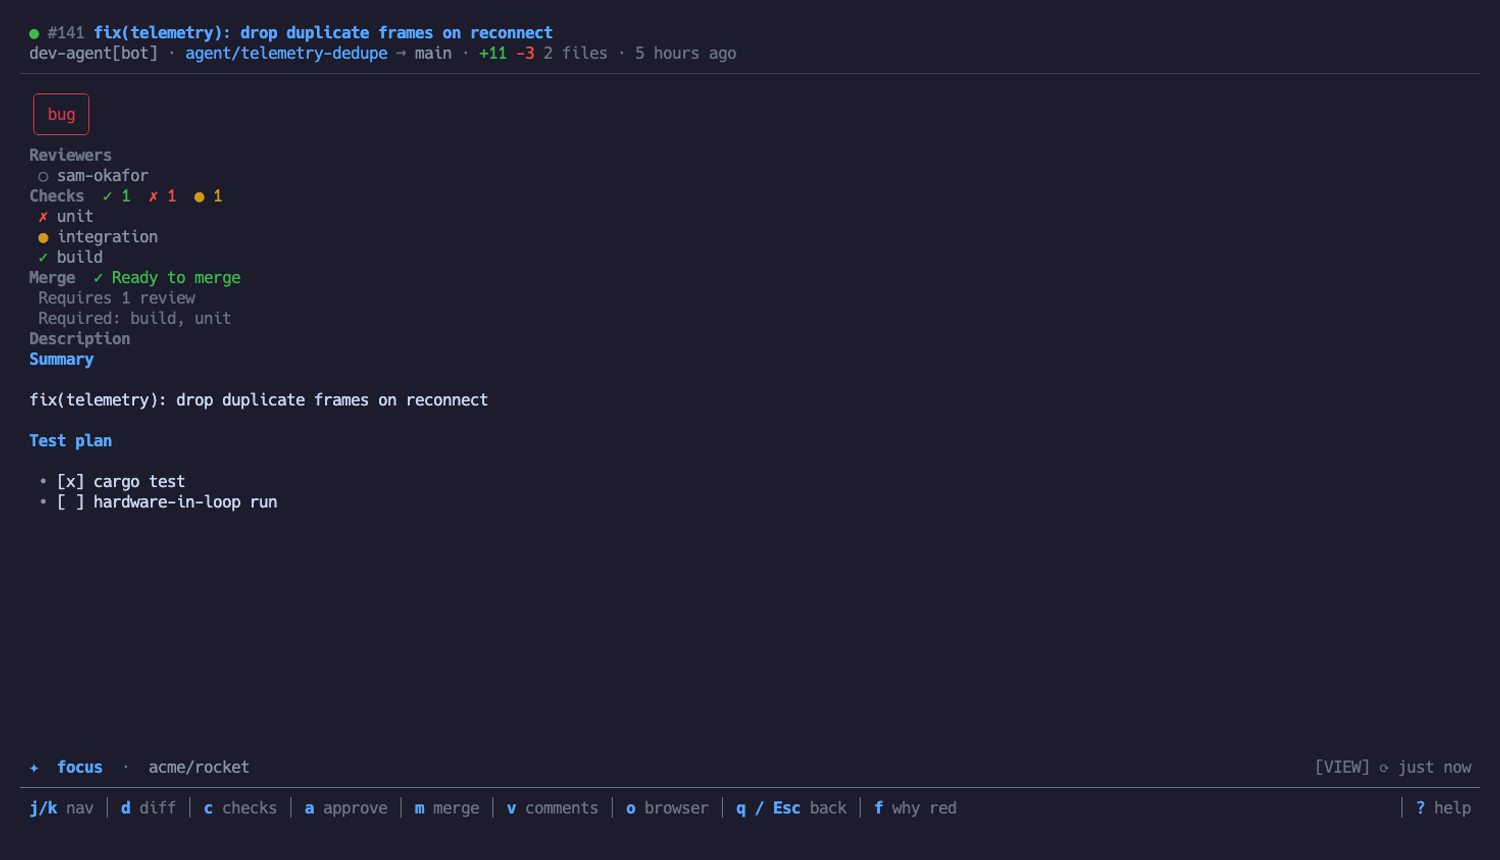 ● #141 fix(telemetry): drop duplicate frames on reconnect
dev-agent[bot] · agent/telemetry-dedupe → main · +11 -3 2 files · 5 hours ago
bug
Reviewers
○ sam-okafor
Checks ✓ 1 ✗ 1 ● 1
✗ unit
● integration
✓ build
Merge ✓ Ready to merge
Requires 1 review
Required: build, unit
Description
Summary
fix(telemetry): drop duplicate frames on reconnect
Test plan
• [x] cargo test
• [ ] hardware-in-loop run
✦ focus · acme/rocket [VIEW] ⟳ just now
j/k nav │ d diff │ c checks │ a approve │ m merge │ v comments │ o browser │ q / Esc back │ f why red │ ? help